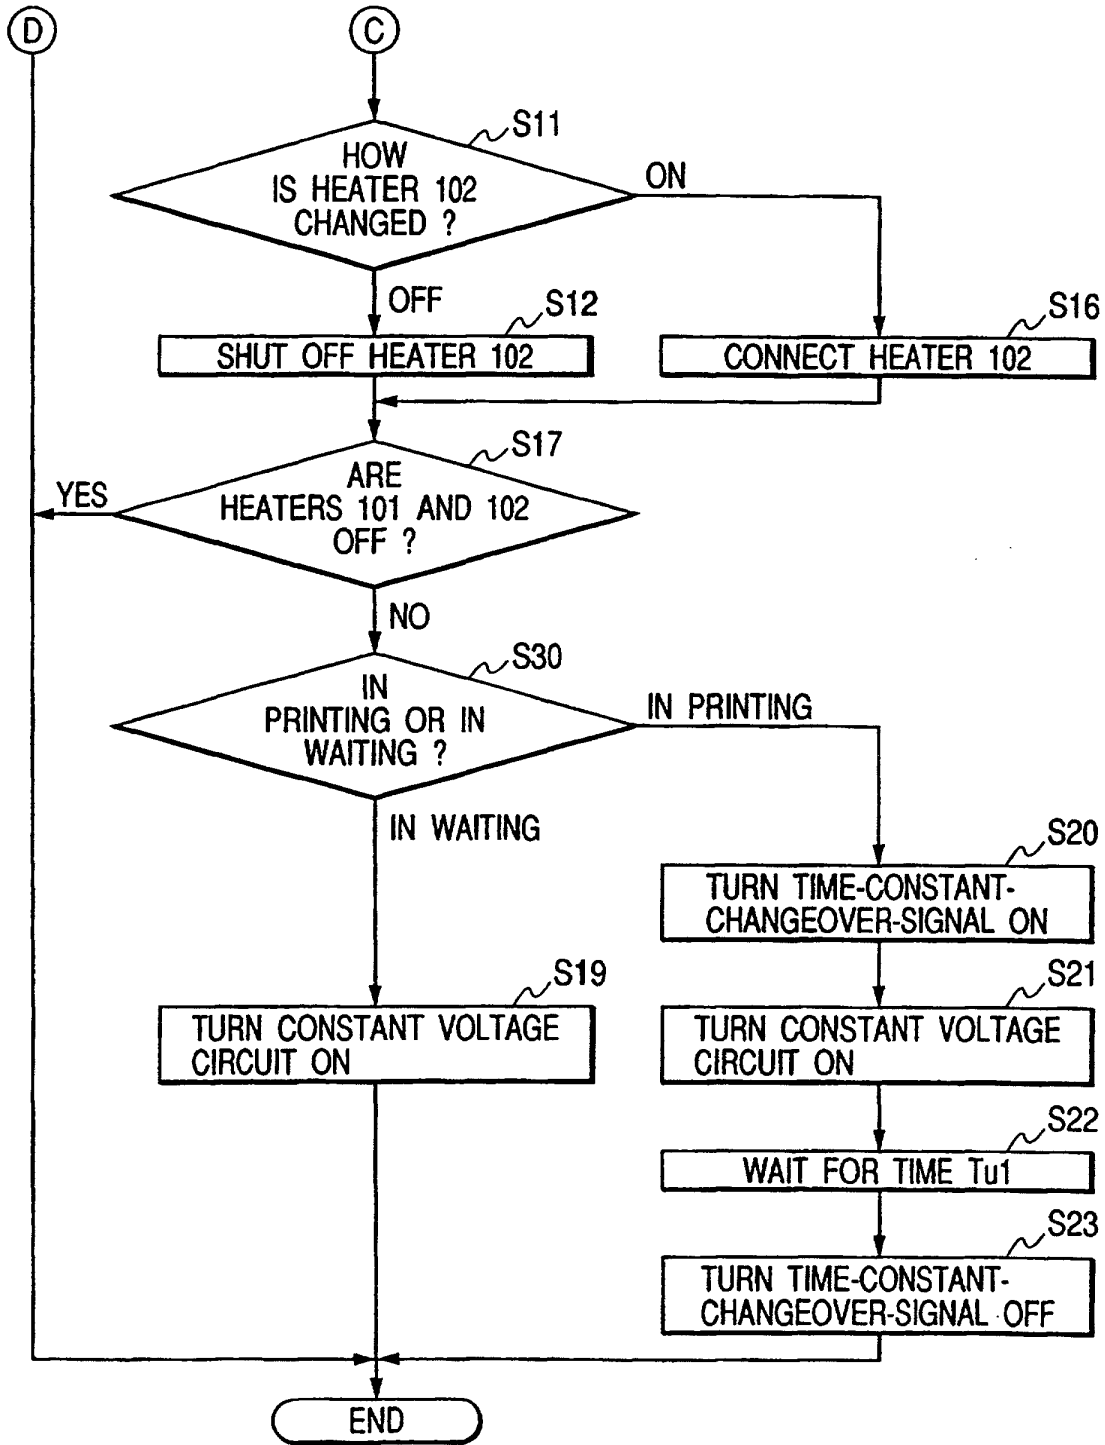 D
C
S11
HOW
IS HEATER 102
CHANGED ?
ON
OFF
S12
SHUT OFF HEATER 102
S16
CONNECT HEATER 102
S17
ARE
HEATERS 101 AND 102
OFF ?
YES
NO
S30
IN
PRINTING OR IN
WAITING ?
IN PRINTING
IN WAITING
S20
TURN TIME-CONSTANT-
CHANGEOVER-SIGNAL ON
S19
TURN CONSTANT VOLTAGE
CIRCUIT ON
S21
TURN CONSTANT VOLTAGE
CIRCUIT ON
S22
WAIT FOR TIME Tu1
S23
TURN TIME-CONSTANT-
CHANGEOVER-SIGNAL OFF
END